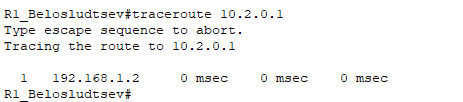 R1_Belosludtsev#traceroute 10.2.0.1
Type escape sequence to abort.
Tracing the route to 10.2.0.1
1 192.168.1.2 0 msec 0 msec 0 msec
R1_Belosludtsev#